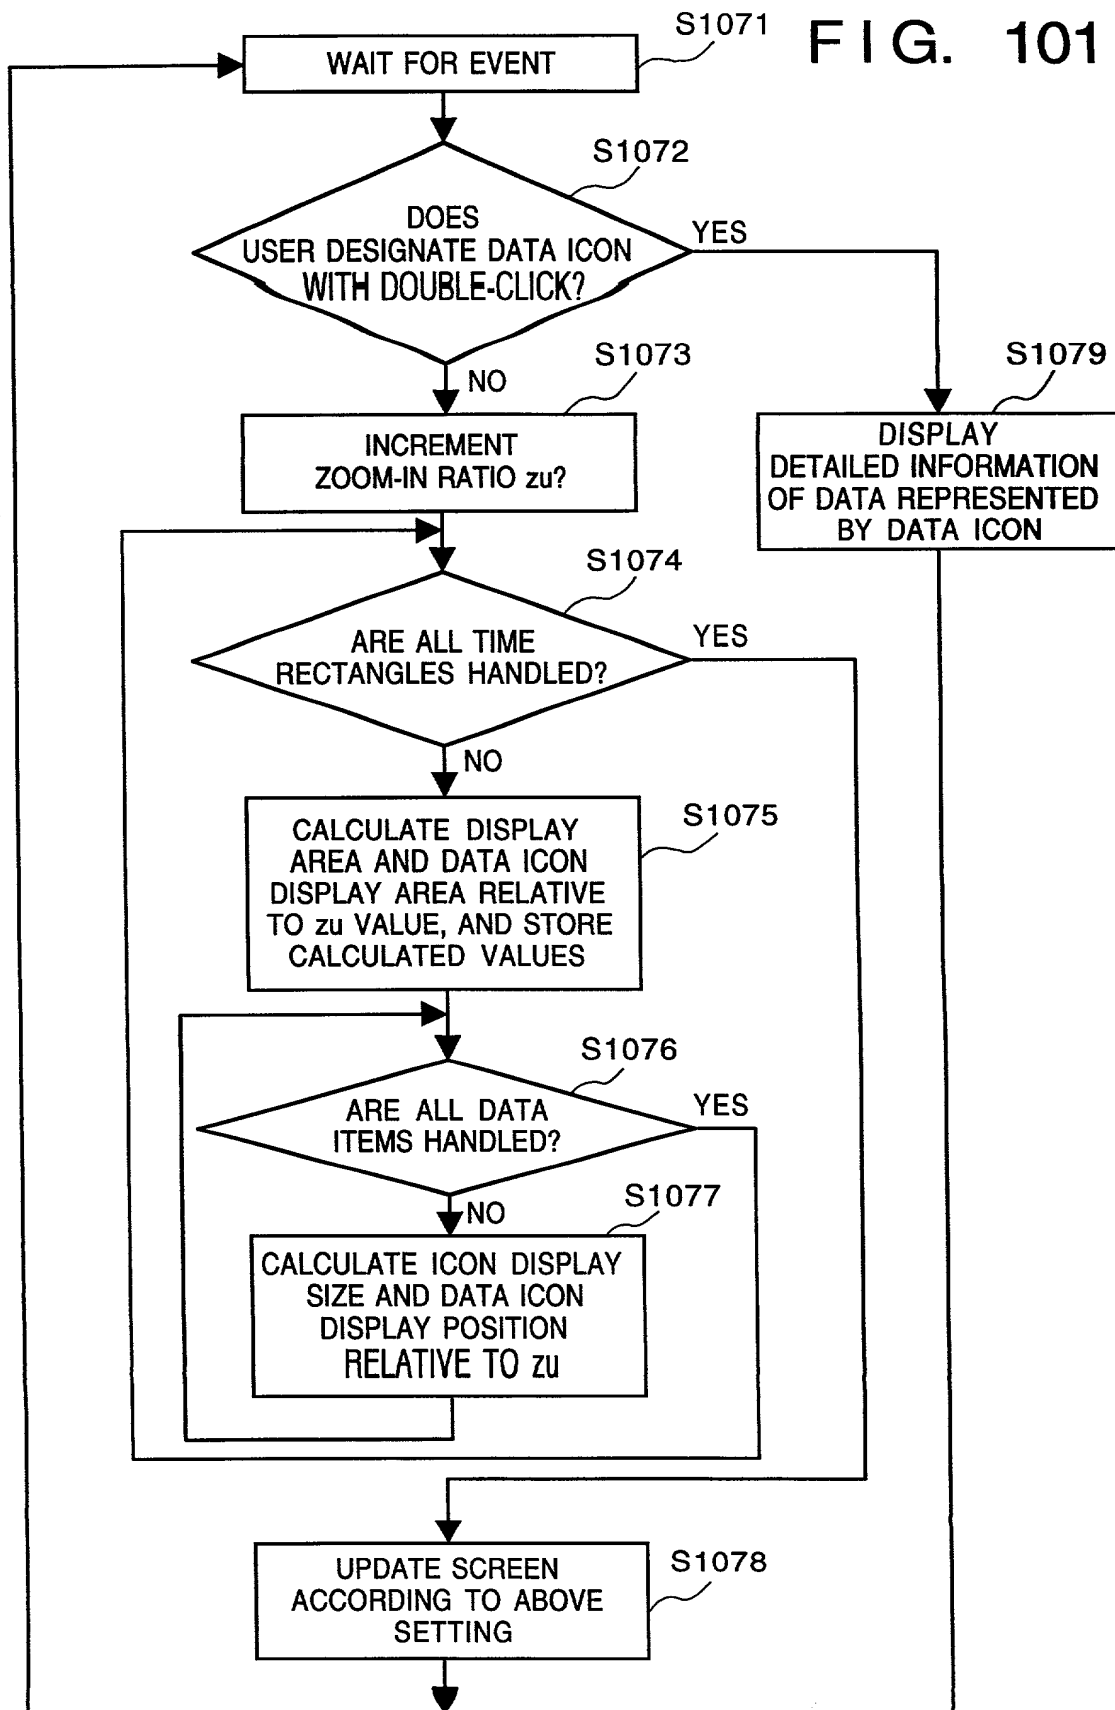 FIG. 101
S1071
WAIT FOR EVENT
S1072
DOES
USER DESIGNATE DATA ICON
WITH DOUBLE-CLICK?
YES
NO
S1073
INCREMENT
ZOOM-IN RATIO zu?
S1079
DISPLAY
DETAILED INFORMATION
OF DATA REPRESENTED
BY DATA ICON
S1074
ARE ALL TIME
RECTANGLES HANDLED?
YES
NO
S1075
CALCULATE DISPLAY
AREA AND DATA ICON
DISPLAY AREA RELATIVE
TO zu VALUE, AND STORE
CALCULATED VALUES
S1076
ARE ALL DATA
ITEMS HANDLED?
YES
NO
S1077
CALCULATE ICON DISPLAY
SIZE AND DATA ICON
DISPLAY POSITION
RELATIVE TO zu
S1078
UPDATE SCREEN
ACCORDING TO ABOVE
SETTING